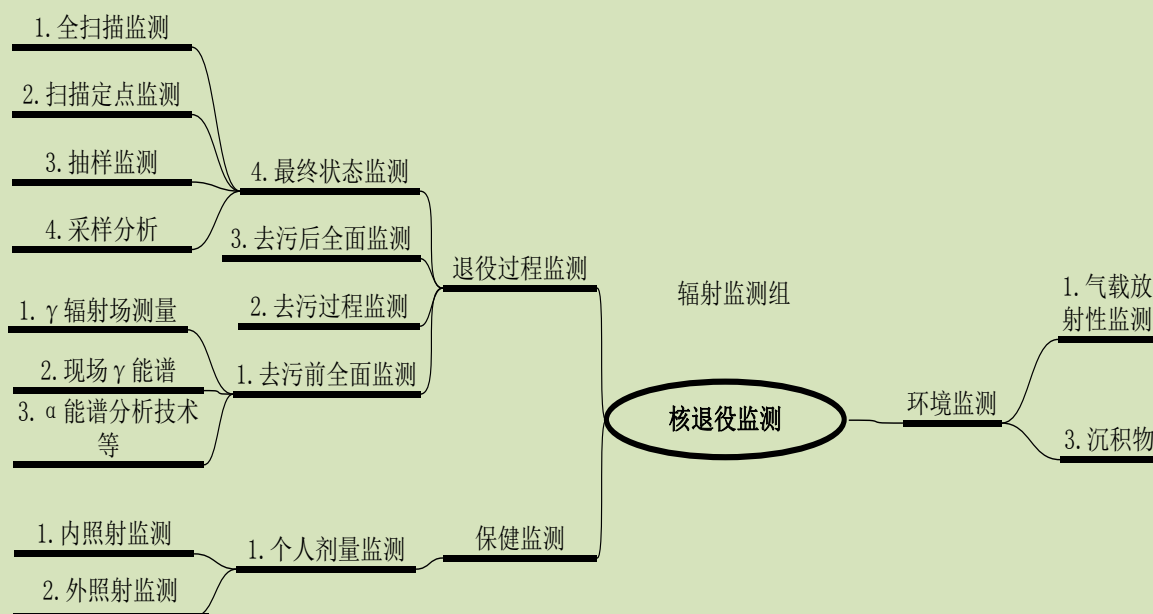 1.全扫描监测
2.扫描定点监测
3.抽样监测
4.采样分析
4.最终状态监测
3.去污后全面监测
2.去污过程监测
1.去污前全面监测
1.γ辐射场测量
2.现场γ能谱
3.α能谱分析技术
等
退役过程监测
辐射监测组
核退役监测
环境监测
1.气载放
射性监测
3.沉积物
保健监测
1.个人剂量监测
1.内照射监测
2.外照射监测